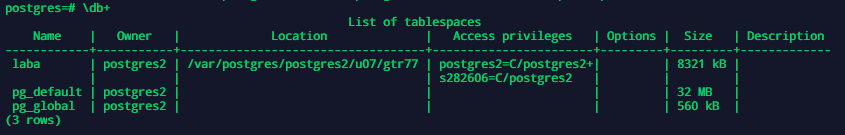 postgres=# \db+
                                                List of tablespaces
    Name    |   Owner   |             Location              |   Access privileges   | Options |  Size   | Description
------------+-----------+-----------------------------------+-----------------------+---------+---------+-------------
 laba       | postgres2 | /var/postgres/postgres2/u07/gtr77 | postgres2=C/postgres2+|         | 8321 kB |
            |           |                                   | s282606=C/postgres2   |         |         |
 pg_default | postgres2 |                                   |                       |         | 32 MB   |
 pg_global  | postgres2 |                                   |                       |         | 560 kB  |
(3 rows)